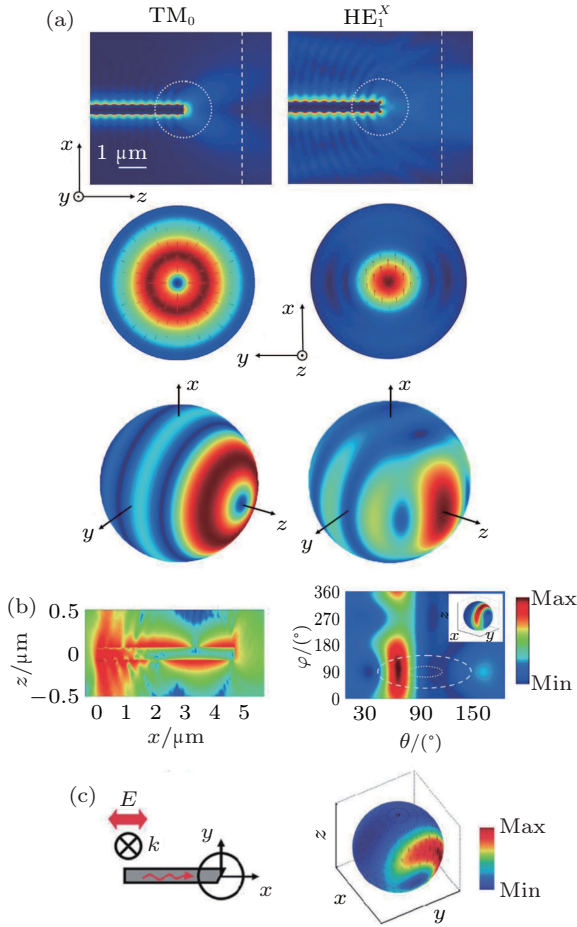 (a)
TM0
HE1X
x
1 μm
y
z
x
y
z
x
y
z
x
y
z
(b)
0.5
0
−0.5
z/μm
0 1 2 3 4 5
x/μm
360
270
180
90
0
φ/(°)
30 90 150
θ/(°)
z
x
y
Max
Min
(c)
E
k
y
x
z
x
y
Max
Min